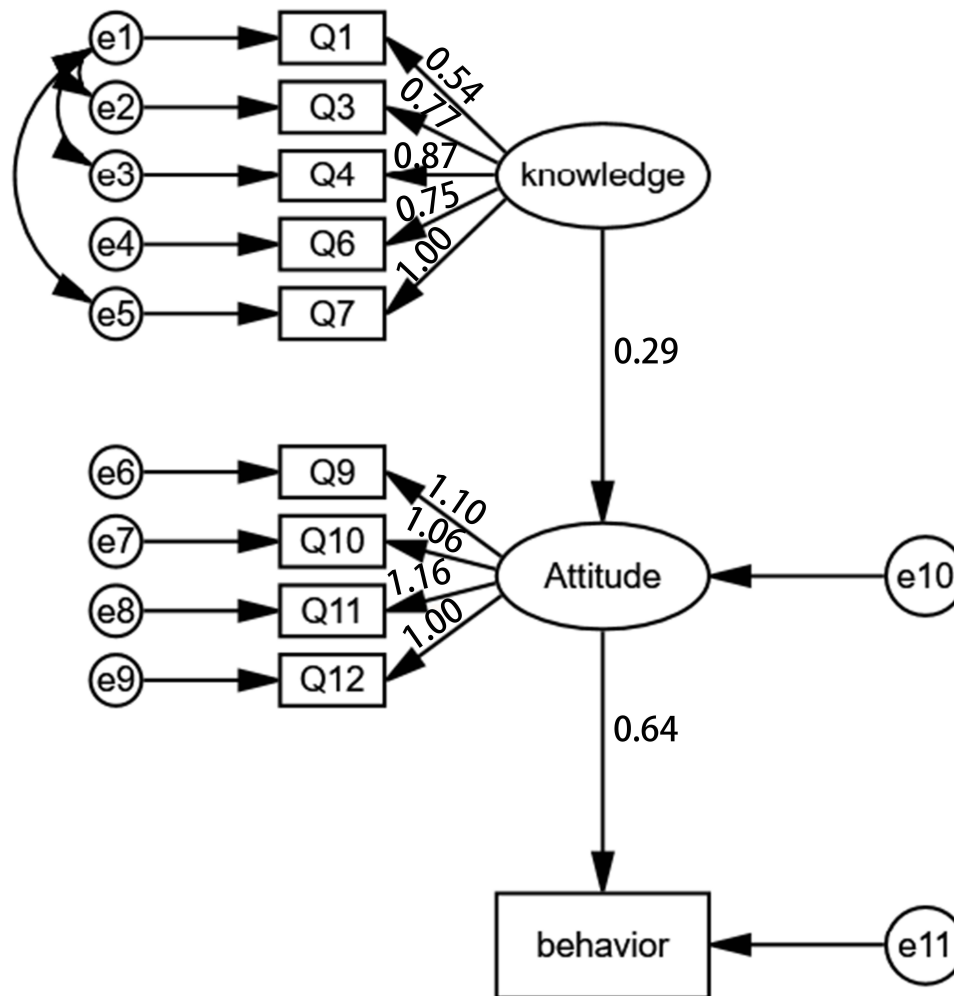 e1 Q1 0.54
e2 Q3 0.77
e3 Q4 0.87 knowledge
e4 Q6 0.75
e5 Q7 1.00
0.29
e6 Q9 1.10
e7 Q10 1.06
Attitude e10
e8 Q11 1.16
e9 Q12 1.00
0.64
behavior e11